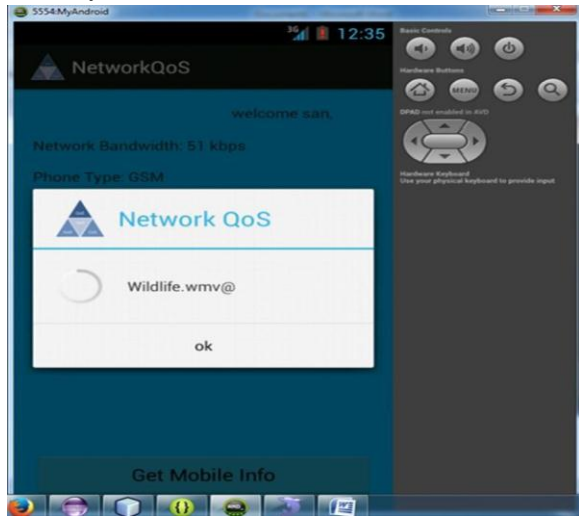 5554:MyAndroid
3G
12:35
NetworkQoS
welcome san,
Network Bandwidth: 51 kbps
Phone Type: GSM
Network QoS
Wildlife.wmv@
ok
Get Mobile Info
Basic Controls
Hardware Buttons
MENU
DPAD not enabled in AVD
Hardware Keyboard
Use your physical keyboard to provide input